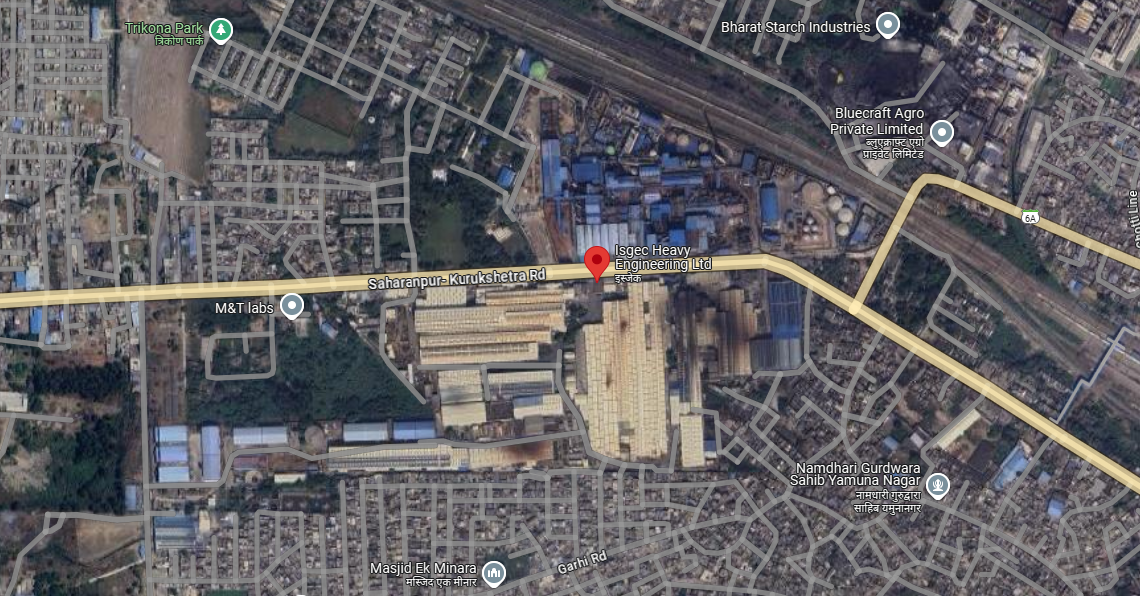 Trikona Park
त्रिकोण पार्क
Bharat Starch Industries
Bluecraft Agro
Private Limited
ब्लुएक्राफ्ट एग्रो
प्राइवेट लिमिटेड
6A
Isgec Heavy
Engineering Ltd
इस्जेक
Saharanpur- Kurukshetra Rd
M&T labs
Namdhari Gurdwara
Sahib Yamuna Nagar
नामधारी गुरुद्वारा
साहिब यमुनानगर
Garhi Rd
Masjid Ek Minara
मस्जिद एक मीनार